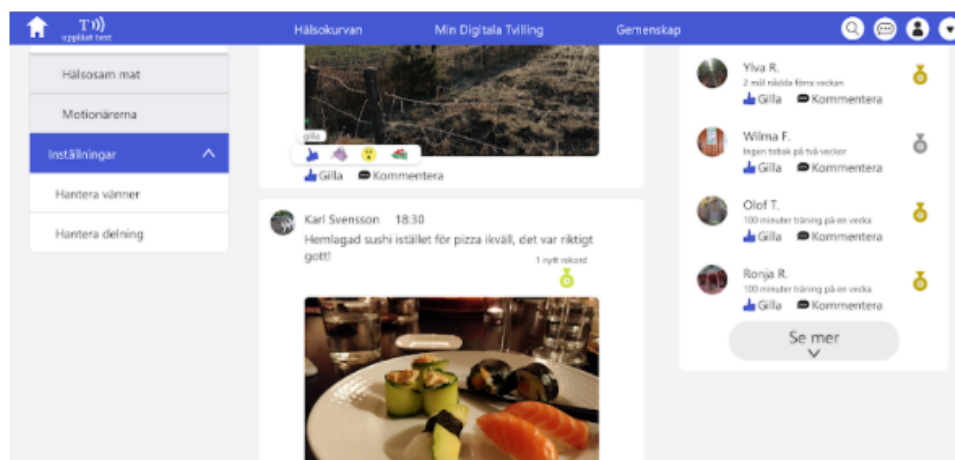 T
uppläst text
Hälsokurvan
Min Digitala Tvilling
Gemenskap
Hälsosam mat
Motionärerna
Inställningar
Hantera vänner
Hantera delning
gilla
Gilla Kommentera
Karl Svensson 18:30
Hemlagad sushi istället för pizza ikväll, det var riktigt
gott!
1 nytt rekord
Ylva R.
2 mål nådda förra veckan
Gilla Kommentera
Wilma F.
Ingen tobak på två veckor
Gilla Kommentera
Olof T.
100 minuter träning på en vecka
Gilla Kommentera
Ronja R.
100 minuter träning på en vecka
Gilla Kommentera
Se mer